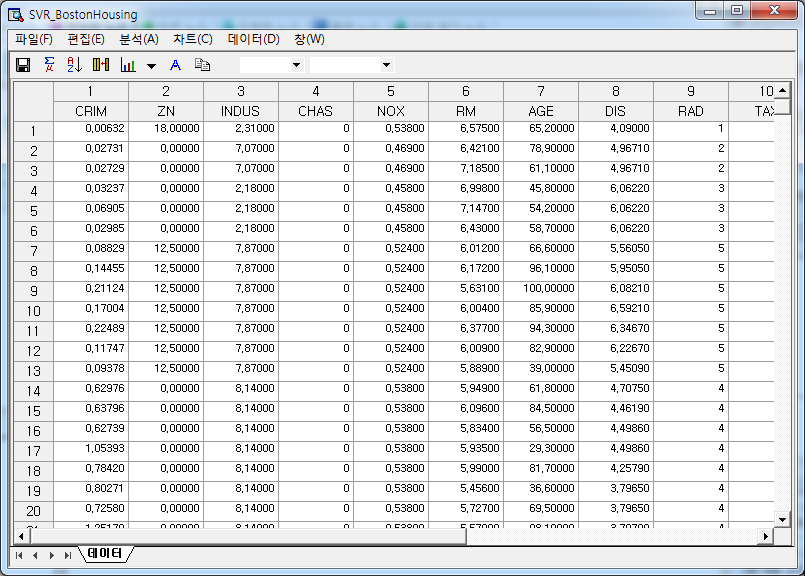 SVR_BostonHousing
파일(F) 편집(E) 분석(A) 차트(C) 데이터(D) 창(W)
1 2 3 4 5 6 7 8 9 10
CRIM ZN INDUS CHAS NOX RM AGE DIS RAD TAX
1 0,00632 18,00000 2,31000 0 0,53800 6,57500 65,20000 4,09000 1
2 0,02731 0,00000 7,07000 0 0,46900 6,42100 78,90000 4,96710 2
3 0,02729 0,00000 7,07000 0 0,46900 7,18500 61,10000 4,96710 2
4 0,03237 0,00000 2,18000 0 0,45800 6,99800 45,80000 6,06220 3
5 0,06905 0,00000 2,18000 0 0,45800 7,14700 54,20000 6,06220 3
6 0,02985 0,00000 2,18000 0 0,45800 6,43000 58,70000 6,06220 3
7 0,08829 12,50000 7,87000 0 0,52400 6,01200 66,60000 5,56050 5
8 0,14455 12,50000 7,87000 0 0,52400 6,17200 96,10000 5,95050 5
9 0,21124 12,50000 7,87000 0 0,52400 5,63100 100,00000 6,08210 5
10 0,17004 12,50000 7,87000 0 0,52400 6,00400 85,90000 6,59210 5
11 0,22489 12,50000 7,87000 0 0,52400 6,37700 94,30000 6,34670 5
12 0,11747 12,50000 7,87000 0 0,52400 6,00900 82,90000 6,22670 5
13 0,09378 12,50000 7,87000 0 0,52400 5,88900 39,00000 5,45090 5
14 0,62976 0,00000 8,14000 0 0,53800 5,94900 61,80000 4,70750 4
15 0,63796 0,00000 8,14000 0 0,53800 6,09600 84,50000 4,46190 4
16 0,62739 0,00000 8,14000 0 0,53800 5,83400 56,50000 4,49860 4
17 1,05393 0,00000 8,14000 0 0,53800 5,93500 29,30000 4,49860 4
18 0,78420 0,00000 8,14000 0 0,53800 5,99000 81,70000 4,25790 4
19 0,80271 0,00000 8,14000 0 0,53800 5,45600 36,60000 3,79650 4
20 0,72580 0,00000 8,14000 0 0,53800 5,72700 69,50000 3,79650 4
데이터